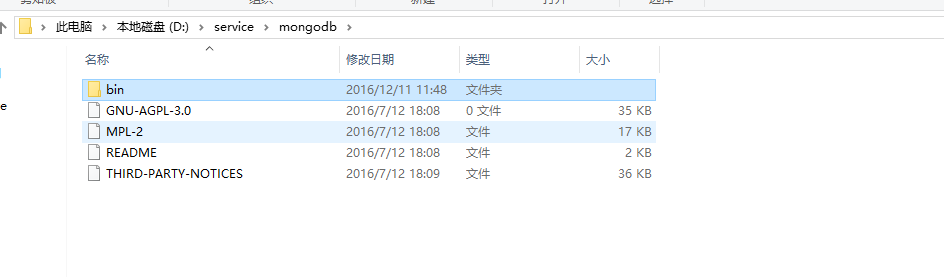 此电脑 > 本地磁盘 (D:) > service > mongodb >
名称 修改日期 类型 大小
bin 2016/12/11 11:48 文件夹
GNU-AGPL-3.0 2016/7/12 18:08 0 文件 35 KB
MPL-2 2016/7/12 18:08 文件 17 KB
README 2016/7/12 18:08 文件 2 KB
THIRD-PARTY-NOTICES 2016/7/12 18:09 文件 36 KB